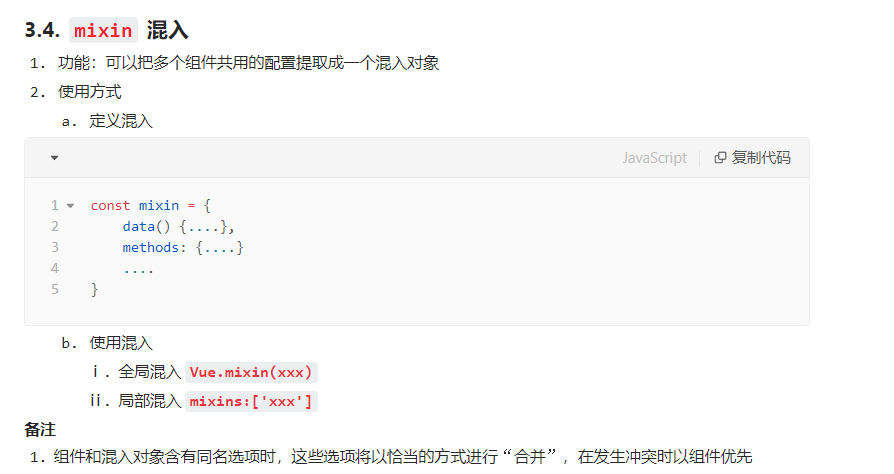 3.4. mixin 混入
1. 功能：可以把多个组件共用的配置提取成一个混入对象
2. 使用方式
a. 定义混入
JavaScript 复制代码
1 const mixin = {
2 data() {....},
3 methods: {....}
4 ....
5 }
b. 使用混入
ⅰ. 全局混入 Vue.mixin(xxx)
ⅱ. 局部混入 mixins:['xxx']
备注
1. 组件和混入对象含有同名选项时，这些选项将以恰当的方式进行“合并”，在发生冲突时以组件优先